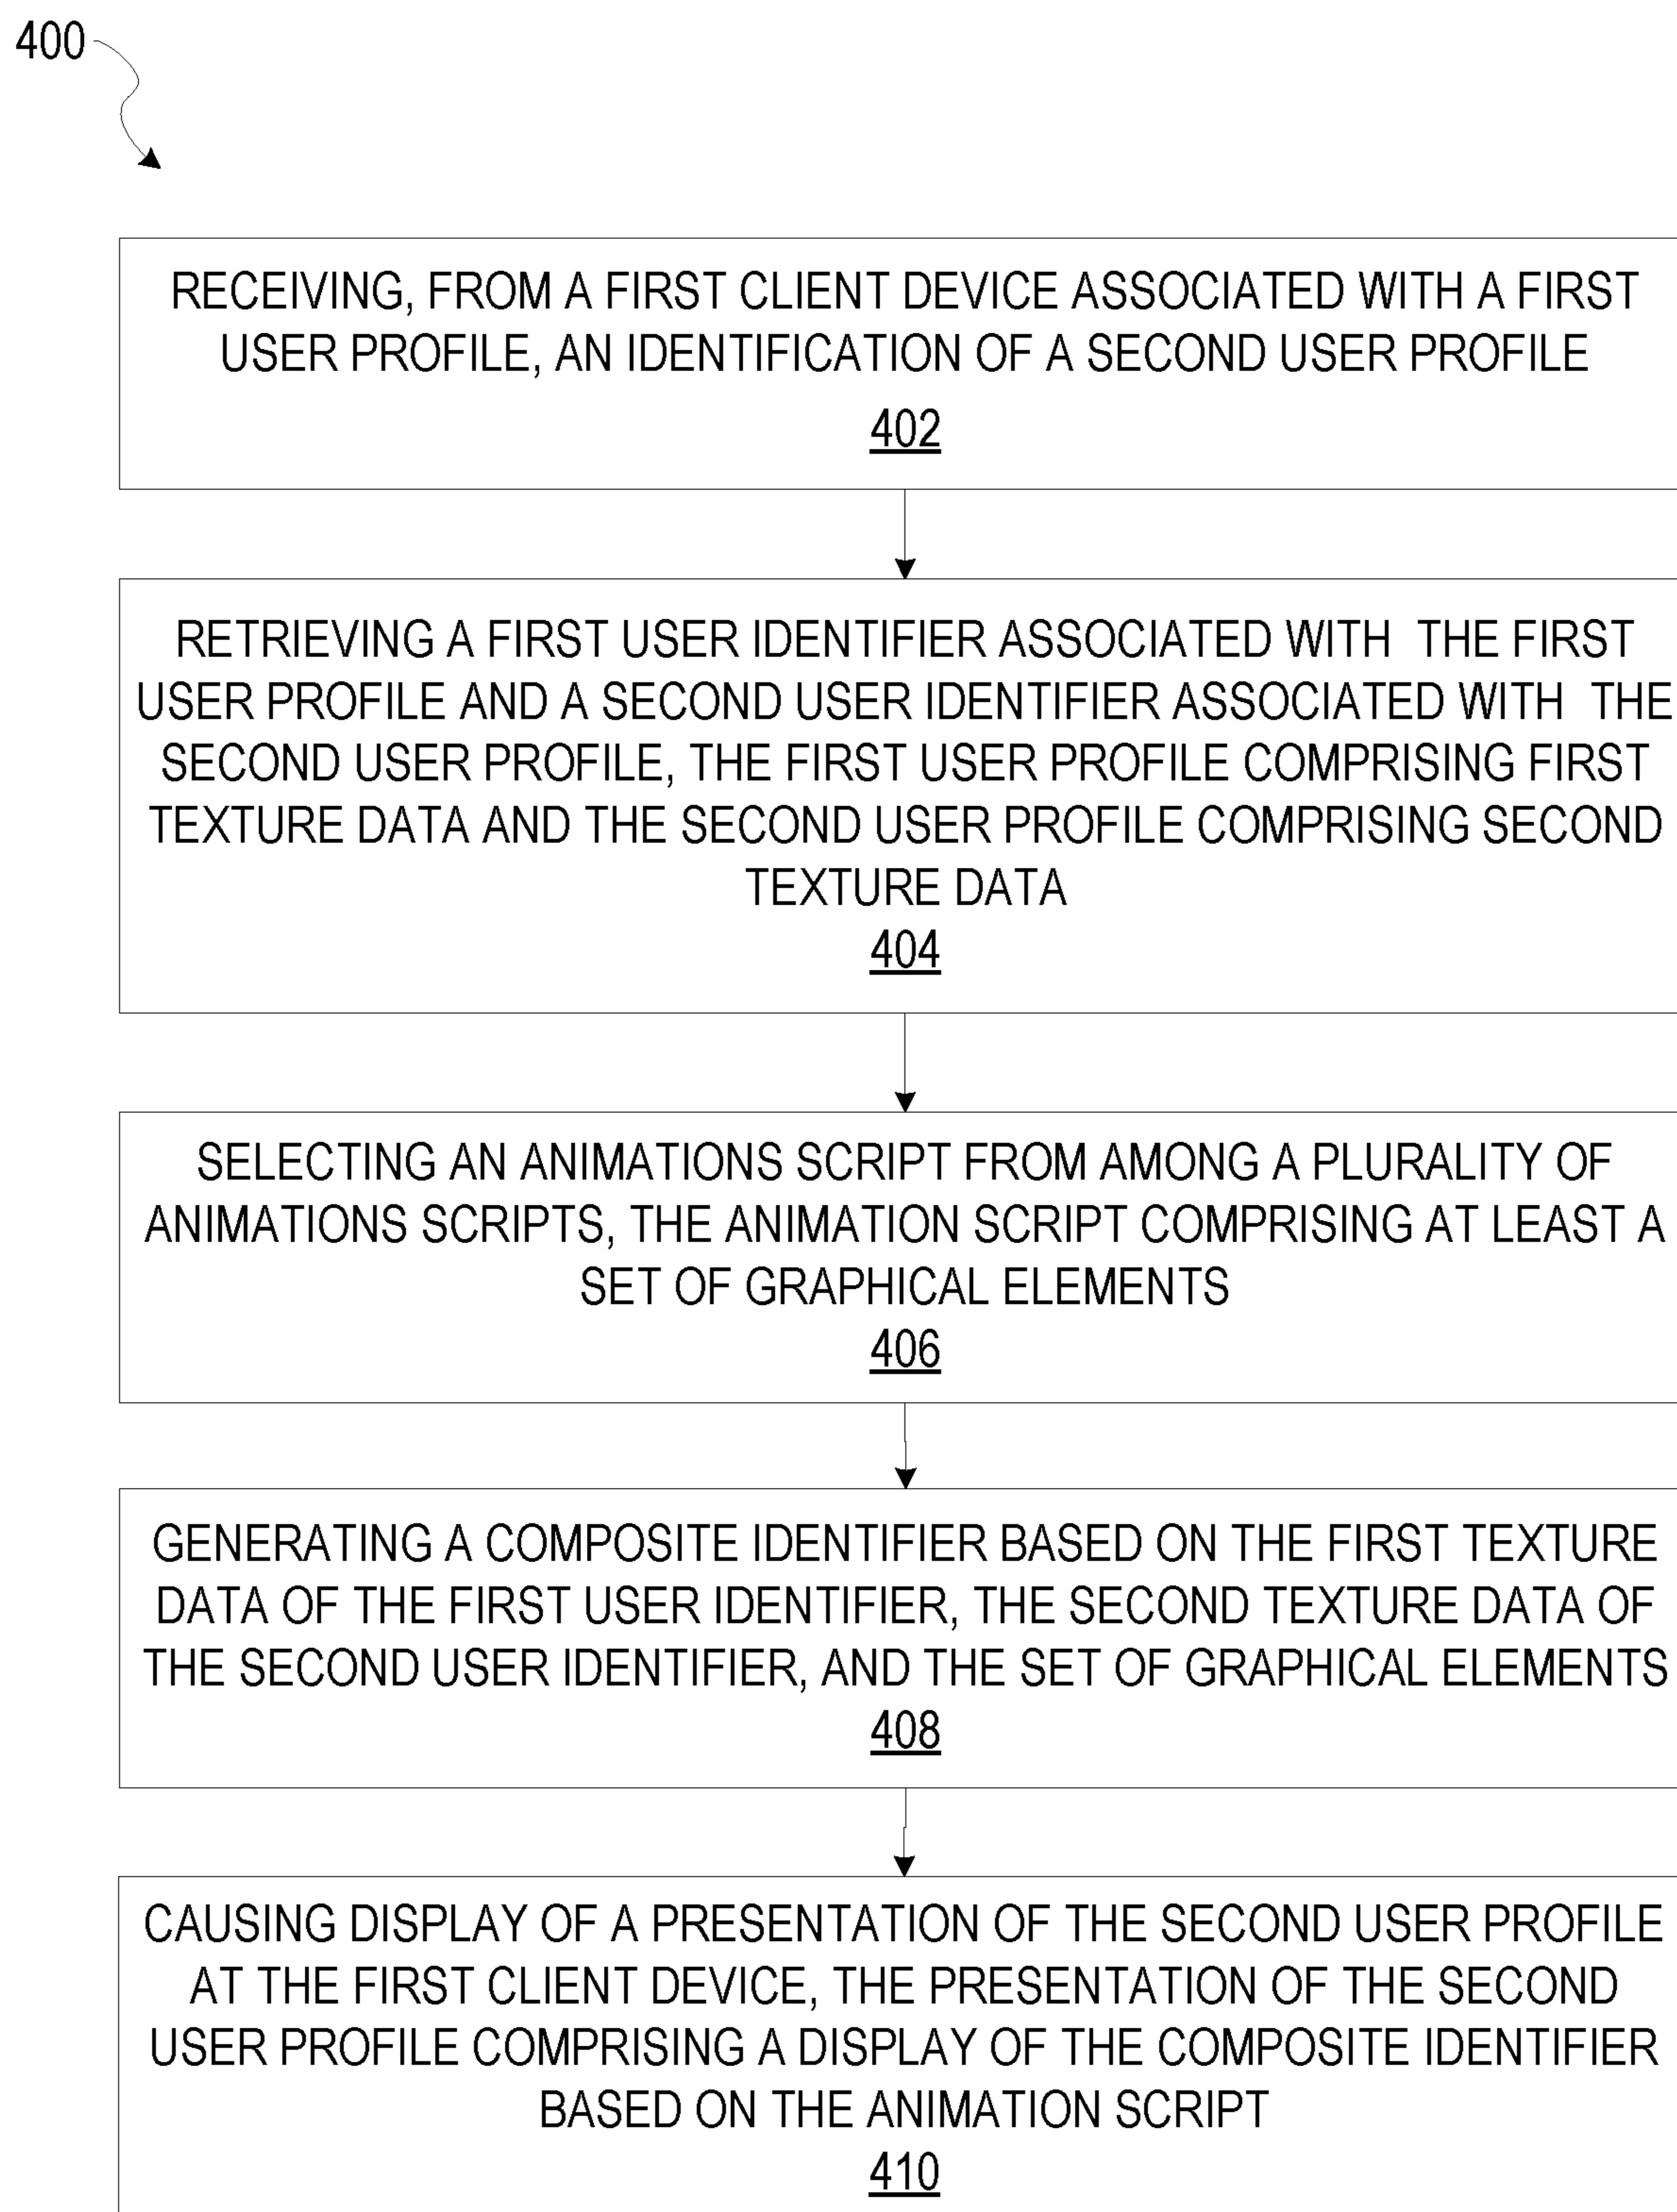 400
RECEIVING, FROM A FIRST CLIENT DEVICE ASSOCIATED WITH A FIRST
USER PROFILE, AN IDENTIFICATION OF A SECOND USER PROFILE
402
RETRIEVING A FIRST USER IDENTIFIER ASSOCIATED WITH THE FIRST
USER PROFILE AND A SECOND USER IDENTIFIER ASSOCIATED WITH THE
SECOND USER PROFILE, THE FIRST USER PROFILE COMPRISING FIRST
TEXTURE DATA AND THE SECOND USER PROFILE COMPRISING SECOND
TEXTURE DATA
404
SELECTING AN ANIMATIONS SCRIPT FROM AMONG A PLURALITY OF
ANIMATIONS SCRIPTS, THE ANIMATION SCRIPT COMPRISING AT LEAST A
SET OF GRAPHICAL ELEMENTS
406
GENERATING A COMPOSITE IDENTIFIER BASED ON THE FIRST TEXTURE
DATA OF THE FIRST USER IDENTIFIER, THE SECOND TEXTURE DATA OF
THE SECOND USER IDENTIFIER, AND THE SET OF GRAPHICAL ELEMENTS
408
CAUSING DISPLAY OF A PRESENTATION OF THE SECOND USER PROFILE
AT THE FIRST CLIENT DEVICE, THE PRESENTATION OF THE SECOND
USER PROFILE COMPRISING A DISPLAY OF THE COMPOSITE IDENTIFIER
BASED ON THE ANIMATION SCRIPT
410